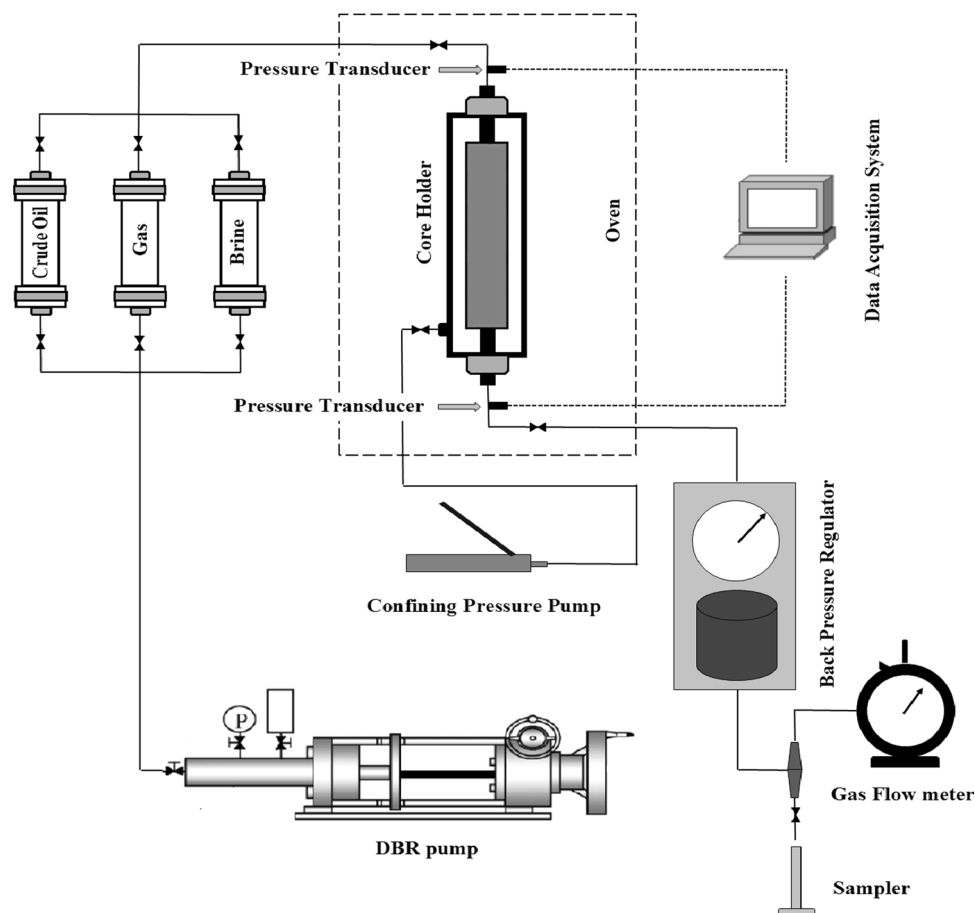 Pressure Transducer
Crude Oil
Gas
Brine
Core Holder
Oven
Data Acquisition System
Pressure Transducer
Confining Pressure Pump
Back Pressure Regulator
P
DBR pump
Gas Flow meter
Sampler